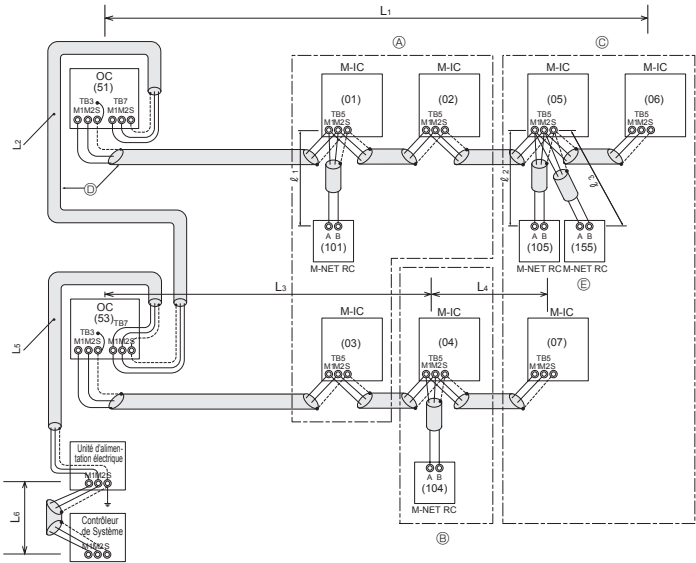 L1
Ⓐ
Ⓒ
OC
(51)
TB3
TB7
M1M2S
M1M2S
M-IC
(01)
TB5
M1M2S
M-IC
(02)
TB5
M1M2S
M-IC
(05)
TB5
M1M2S
M-IC
(06)
TB5
M1M2S
L2
Ⓓ
ℓ1
ℓ2
ℓ3
A B
(101)
M-NET RC
A B
(105)
M-NET RC
A B
(155)
M-NET RC
Ⓔ
L3
L4
L5
OC
(53)
TB3
TB7
M1M2S
M1M2S
M-IC
(03)
TB5
M1M2S
M-IC
(04)
TB5
M1M2S
M-IC
(07)
TB5
M1M2S
A B
(104)
M-NET RC
Ⓑ
Unité d'alimen-
tation électrique
M1M2S
L6
Contrôleur
de Système
M1M2S